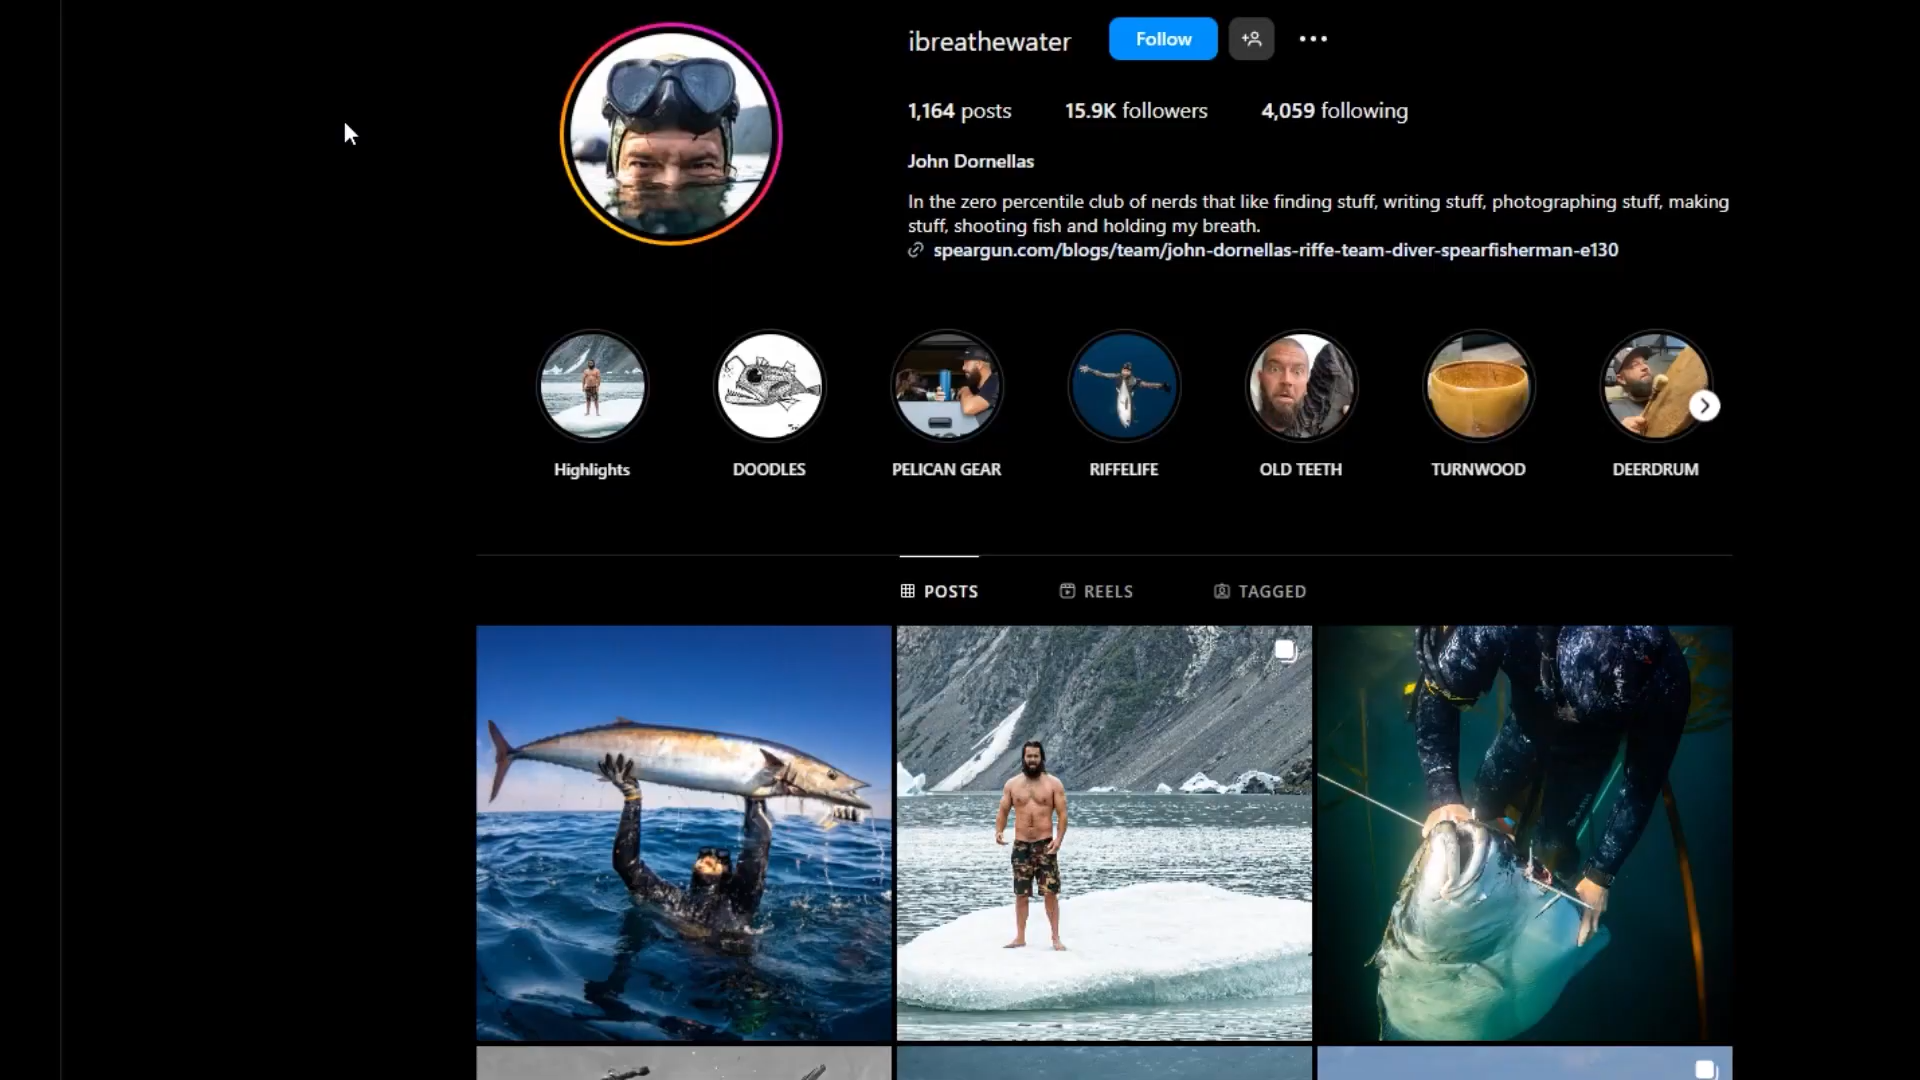 ibreathewater
Follow
1,164 posts
15.9K followers
4,059 following
John Dornellas
In the zero percentile club of nerds that like finding stuff, writing stuff, photographing stuff, making
stuff, shooting fish and holding my breath.
speargun.com/blogs/team/john-dornellas-riffe-team-diver-spearfisherman-e130
Highlights
DOODLES
PELICAN GEAR
RIFFELIFE
OLD TEETH
TURNWOOD
DEERDRUM
POSTS
REELS
TAGGED